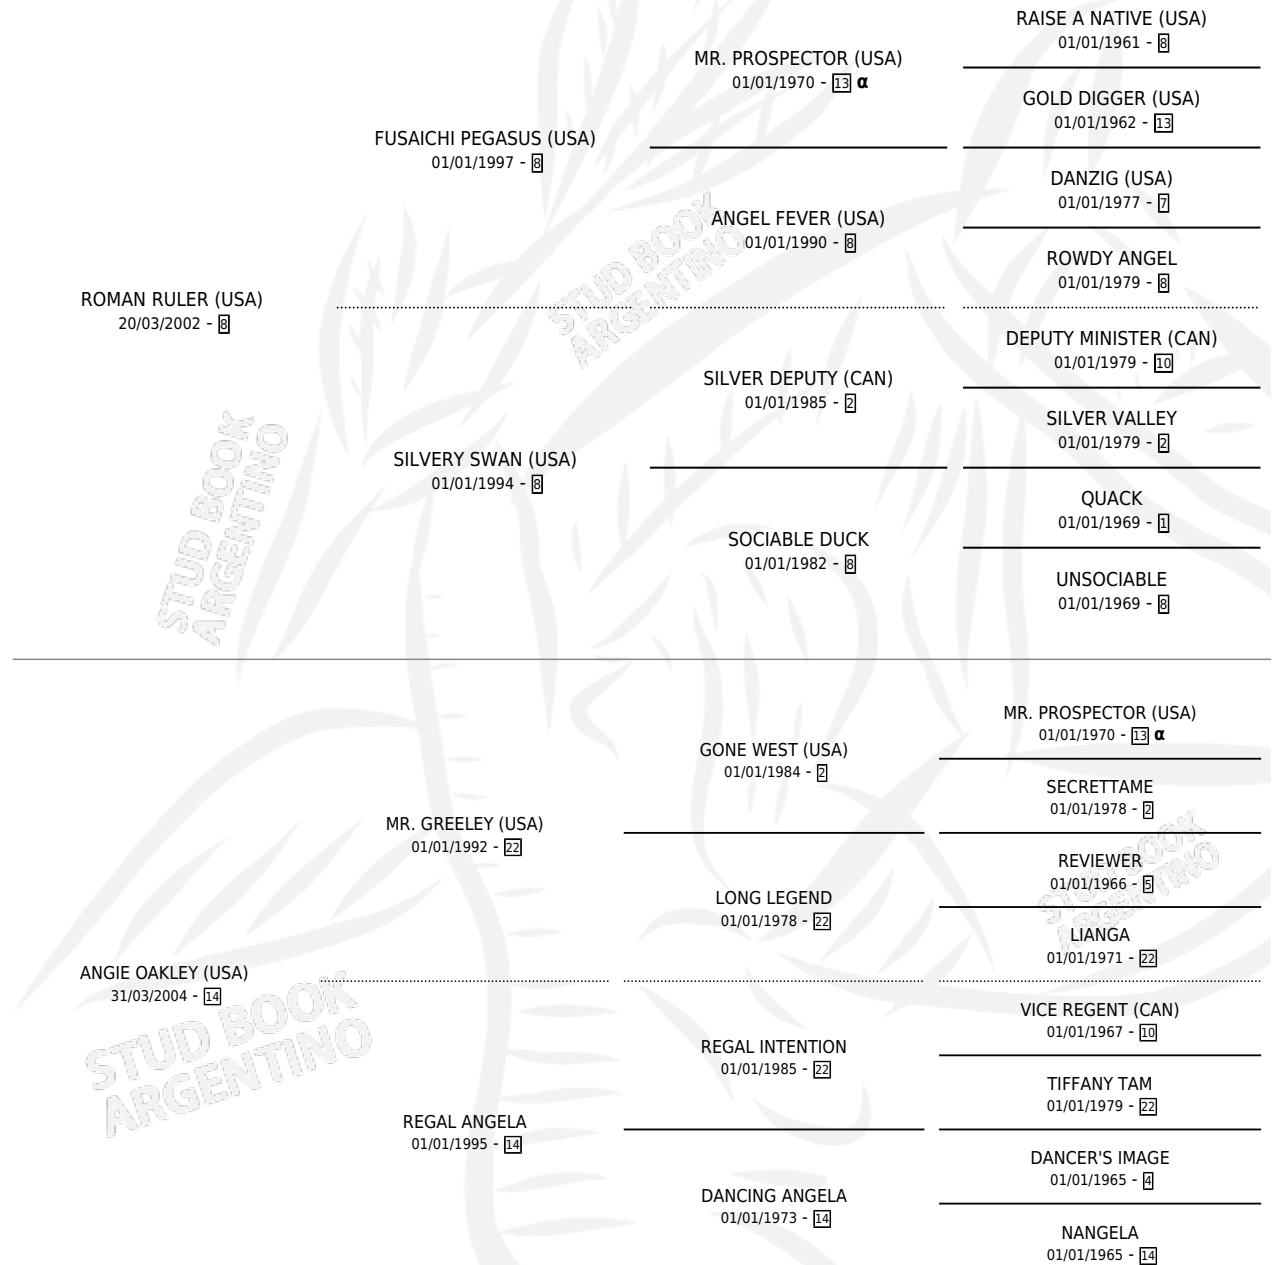 RAISE A NATIVE (USA)
01/01/1961 - 8
MR. PROSPECTOR (USA)
01/01/1970 - 13 α
GOLD DIGGER (USA)
01/01/1962 - 13
FUSAICHI PEGASUS (USA)
01/01/1997 - 8
DANZIG (USA)
01/01/1977 - 7
ANGEL FEVER (USA)
01/01/1990 - 8
ROWDY ANGEL
01/01/1979 - 8
ROMAN RULER (USA)
20/03/2002 - 8
STUD BOOK
ARGENTINO
DEPUTY MINISTER (CAN)
01/01/1979 - 10
SILVER DEPUTY (CAN)
01/01/1985 - 2
SILVER VALLEY
01/01/1979 - 2
SILVERY SWAN (USA)
01/01/1994 - 8
QUACK
01/01/1969 - 1
SOCIABLE DUCK
01/01/1982 - 8
UNSOCIABLE
01/01/1969 - 8
STUD BOOK
ARGENTINO
MR. PROSPECTOR (USA)
01/01/1970 - 13 α
GONE WEST (USA)
01/01/1984 - 2
SECRETTAME
01/01/1978 - 2
MR. GREELEY (USA)
01/01/1992 - 22
REVIEWER
01/01/1966 - 5
LONG LEGEND
01/01/1978 - 22
LIANGA
01/01/1971 - 22
STUD BOOK
ARGENTINO
ANGIE OAKLEY (USA)
31/03/2004 - 14
STUD BOOK
ARGENTINO
VICE REGENT (CAN)
01/01/1967 - 10
REGAL INTENTION
01/01/1985 - 22
TIFFANY TAM
01/01/1979 - 22
REGAL ANGELA
01/01/1995 - 14
DANCER'S IMAGE
01/01/1965 - 4
DANCING ANGELA
01/01/1973 - 14
NANGELA
01/01/1965 - 14